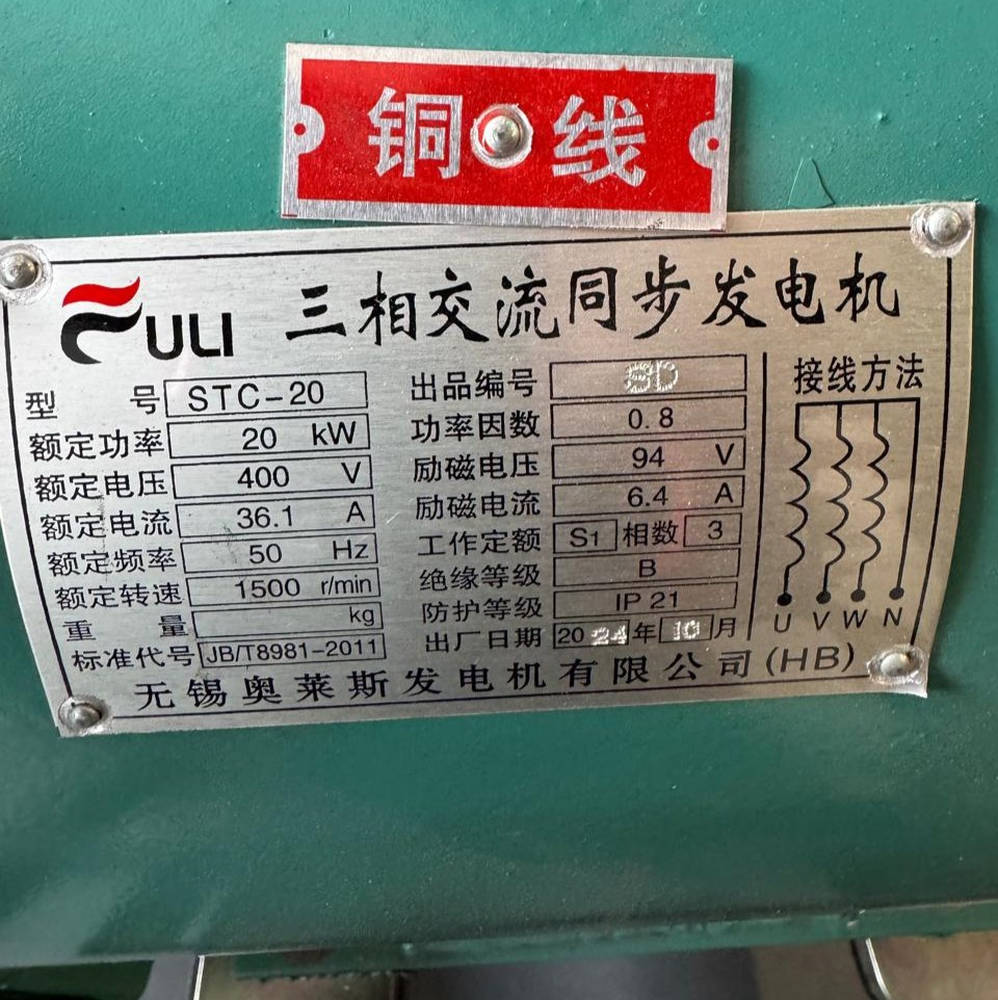 铜线
FULI 三相交流同步发电机
型号 STC-20 出品编号 SD
额定功率 20 kW 功率因数 0.8
额定电压 400 V 励磁电压 94 V
额定电流 36.1 A 励磁电流 6.4 A
额定频率 50 Hz 工作定额 S1 相数 3
额定转速 1500 r/min 绝缘等级 B
重量 kg 防护等级 IP 21
标准代号 JB/T8981-2011 出厂日期 2024年10月
接线方法
U V W N
无锡奥莱斯发电机有限公司(HB)